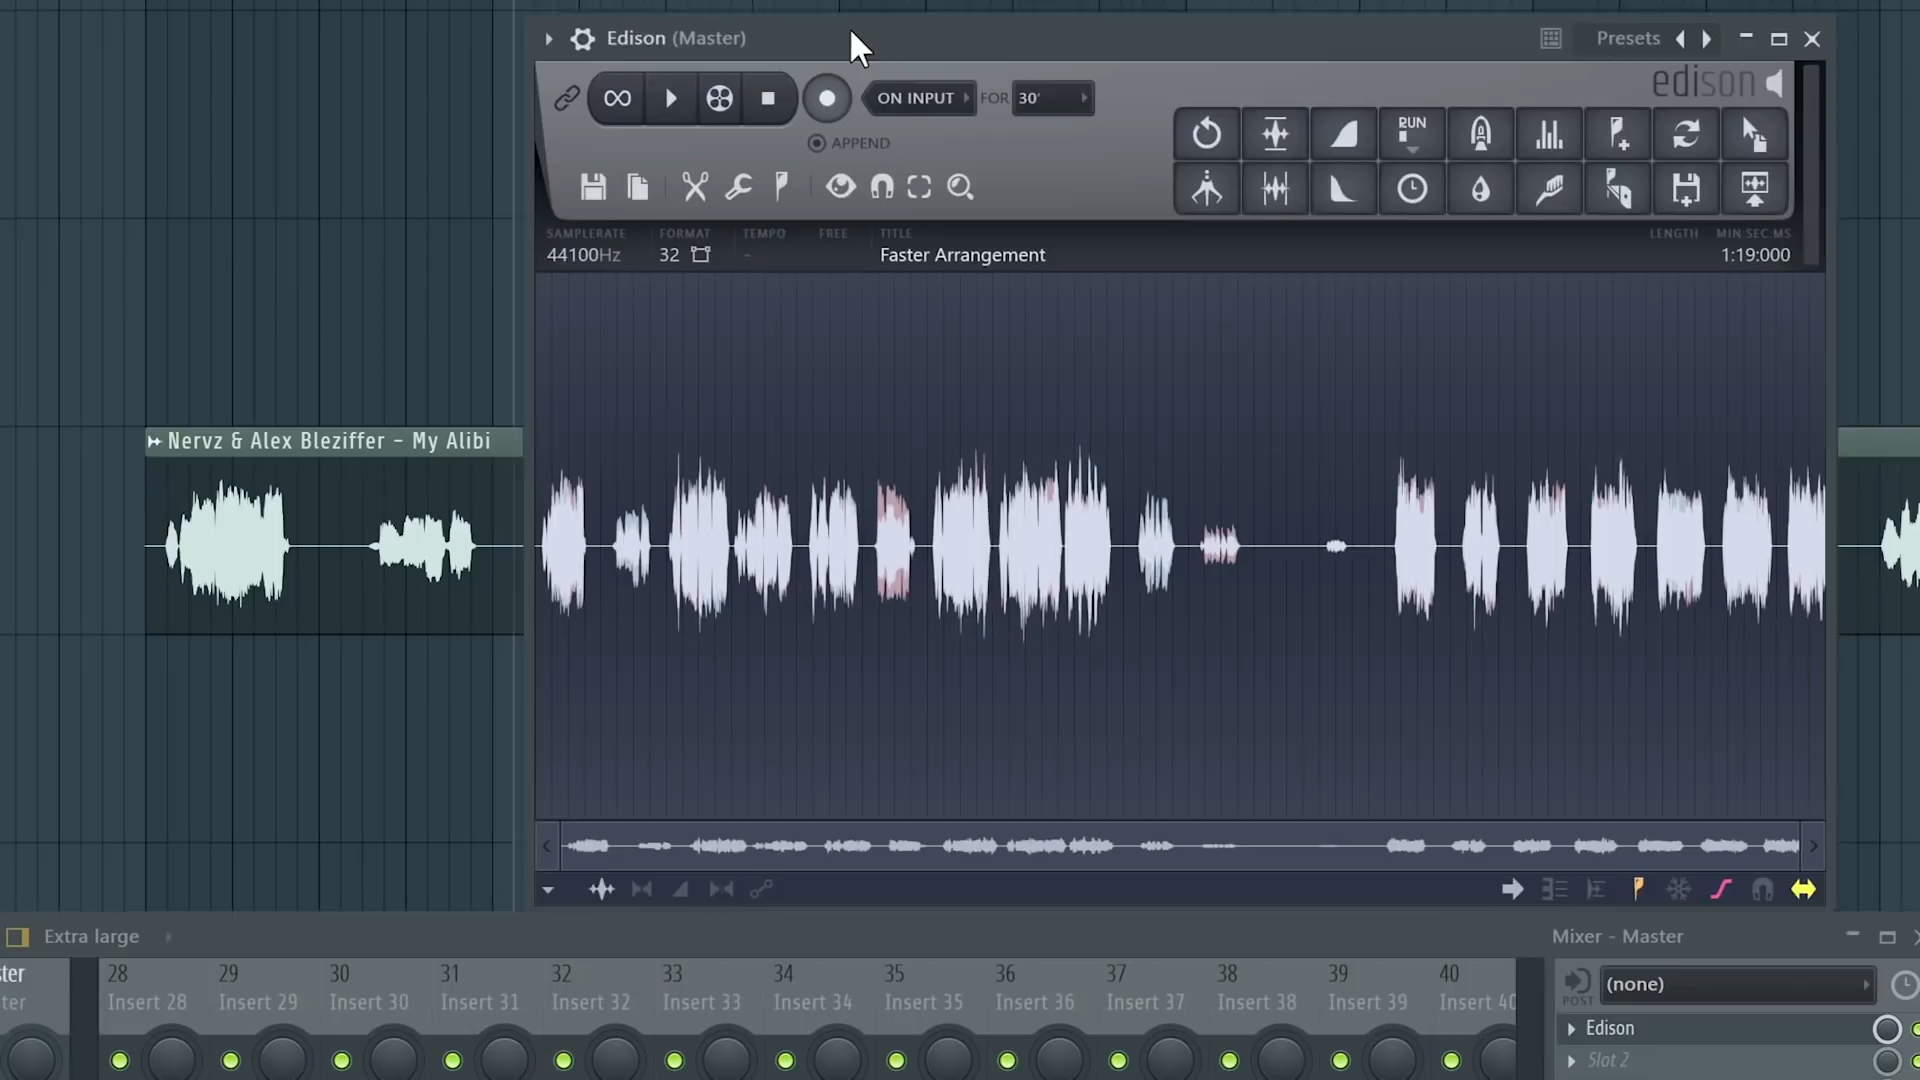 Edison (Master)
Presets
edison
ON INPUT
FOR
30'
APPEND
RUN
SAMPLERATE
FORMAT
TEMPO
FREE
TITLE
LENGTH
MIN:SEC:MS
44100Hz
32
-
Faster Arrangement
1:19:000
Nervz & Alex Bleziffer - My Alibi
Extra large
Mixer - Master
ster
28
29
30
31
32
33
34
35
36
37
38
39
40
ter
Insert 28
Insert 29
Insert 30
Insert 31
Insert 32
Insert 33
Insert 34
Insert 35
Insert 36
Insert 37
Insert 38
Insert 39
Insert 40
POST
(none)
Edison
Slot 2